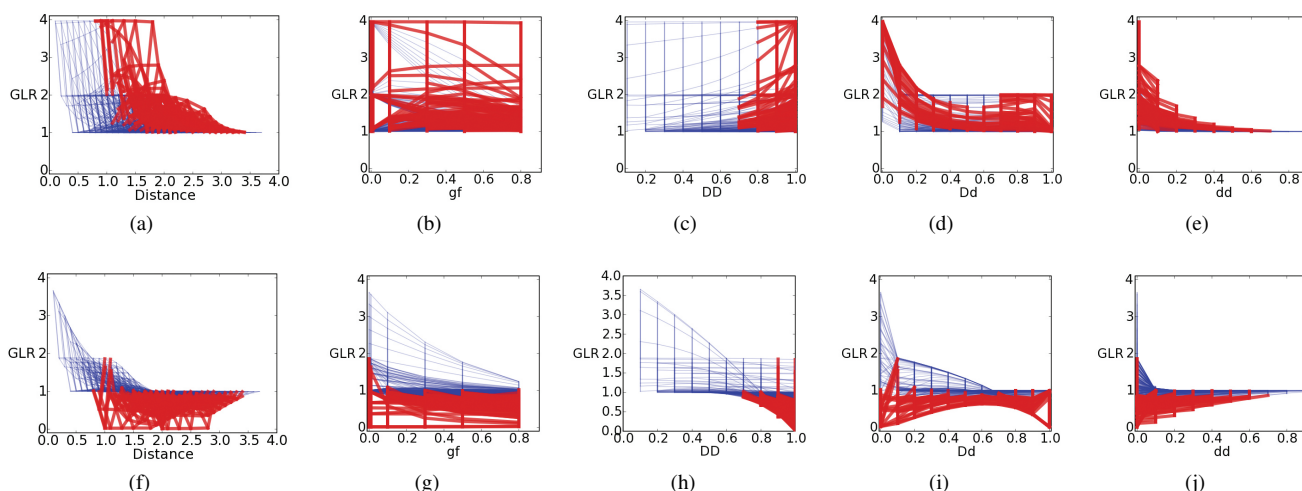 4 4 4 4 4
3 3 3 3 3
GLR 2 GLR 2 GLR 2 GLR 2 GLR 2
1 1 1 1 1
0 0 0 0 0
0.0 0.5 1.0 1.5 2.0 2.5 3.0 3.5 4.0 0.0 0.2 0.4 0.6 0.8 0.2 0.4 0.6 0.8 1.0 0.0 0.2 0.4 0.6 0.8 1.0 0.0 0.2 0.4 0.6 0.8
Distance gf DD Dd dd
(a) (b) (c) (d) (e)
4 4 4.0 4 4
3.5
3 3 3.0 3 3
2.5
GLR 2 GLR 2 GLR 2.0 GLR 2 GLR 2
1.5
1 1 1.0 1 1
0.5
0 0 0.0 0 0
0.0 0.5 1.0 1.5 2.0 2.5 3.0 3.5 4.0 0.0 0.2 0.4 0.6 0.8 0.0 0.2 0.4 0.6 0.8 1.0 0.0 0.2 0.4 0.6 0.8 1.0 0.0 0.2 0.4 0.6 0.8
Distance gf DD Dd dd
(f) (g) (h) (i) (j)